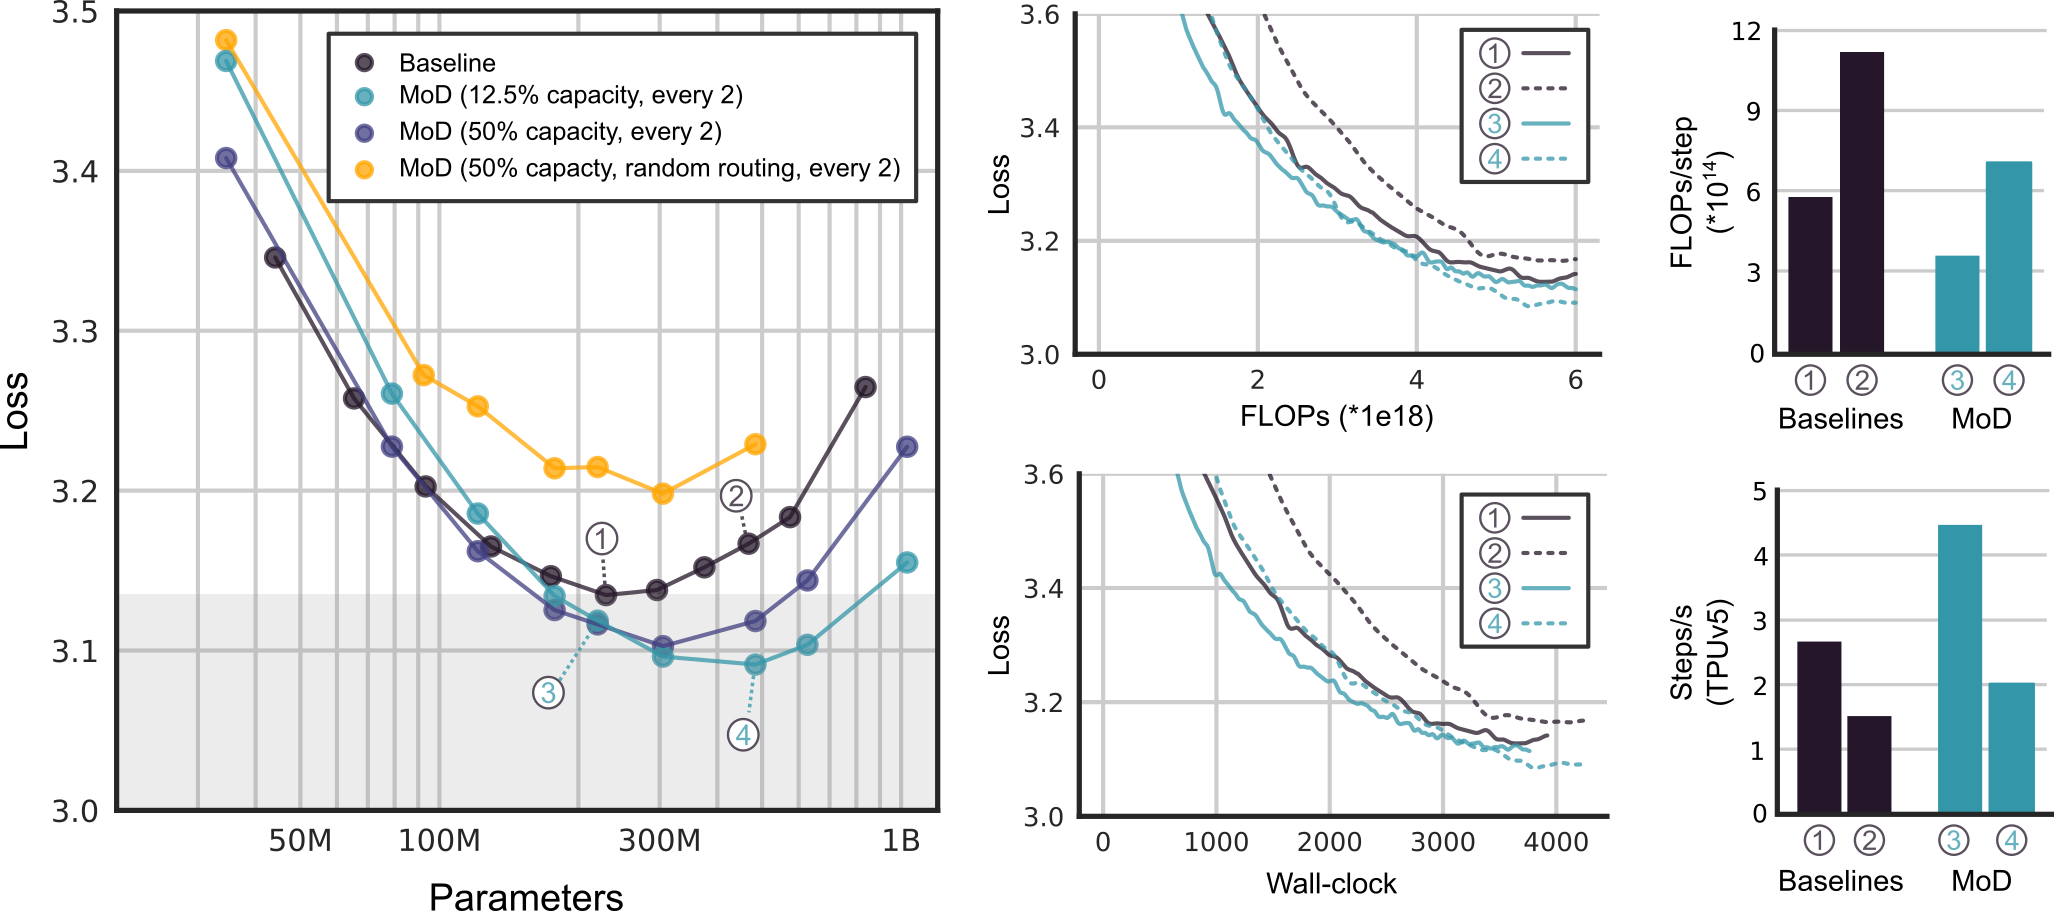 3.5
3.4
3.3
3.2
3.1
3.0
Loss
50M 100M 300M 1B
Parameters
Baseline
MoD (12.5% capacity, every 2)
MoD (50% capacity, every 2)
MoD (50% capacty, random routing, every 2)
①
②
③
④
3.6
3.4
3.2
3.0
Loss
0 2 4 6
FLOPs (*1e18)
①
②
③
④
12
9
6
3
0
FLOPs/step
(*10¹⁴)
① ② ③ ④
Baselines MoD
3.6
3.4
3.2
3.0
Loss
0 1000 2000 3000 4000
Wall-clock
①
②
③
④
5
4
3
2
1
0
Steps/s
(TPUv5)
① ② ③ ④
Baselines MoD